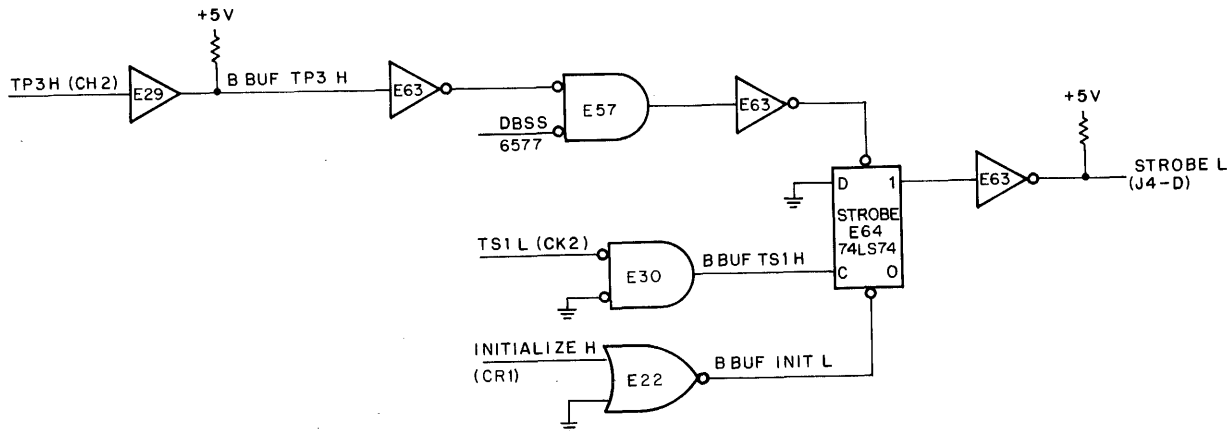 +5V
TP3H (CH2)
E29
B BUF TP3 H
E63
E57
DBSS
6577
E63
+5V
D 1
STROBE
E64
74LS74
C 0
E63
STROBE L
(J4-D)
TS1 L (CK2)
E30
B BUF TS1 H
INITIALIZE H
(CR1)
E22
B BUF INIT L